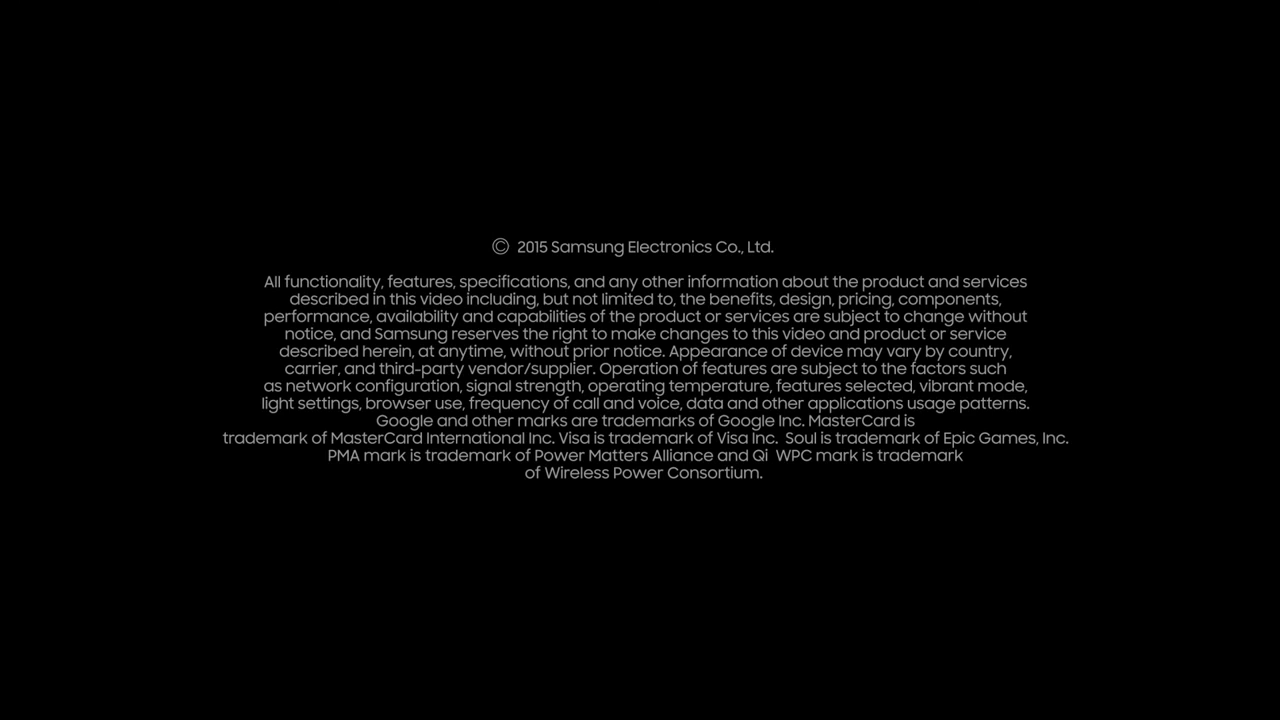 © 2015 Samsung Electronics Co., Ltd.
All functionality, features, specifications, and any other information about the product and services
described in this video including, but not limited to, the benefits, design, pricing, components,
performance, availability and capabilities of the product or services are subject to change without
notice, and Samsung reserves the right to make changes to this video and product or service
described herein, at anytime, without prior notice. Appearance of device may vary by country,
carrier, and third-party vendor/supplier. Operation of features are subject to the factors such
as network configuration, signal strength, operating temperature, features selected, vibrant mode,
light settings, browser use, frequency of call and voice, data and other applications usage patterns.
Google and other marks are trademarks of Google Inc. MasterCard is
trademark of MasterCard International Inc. Visa is trademark of Visa Inc. Soul is trademark of Epic Games, Inc.
PMA mark is trademark of Power Matters Alliance and Qi WPC mark is trademark
of Wireless Power Consortium.